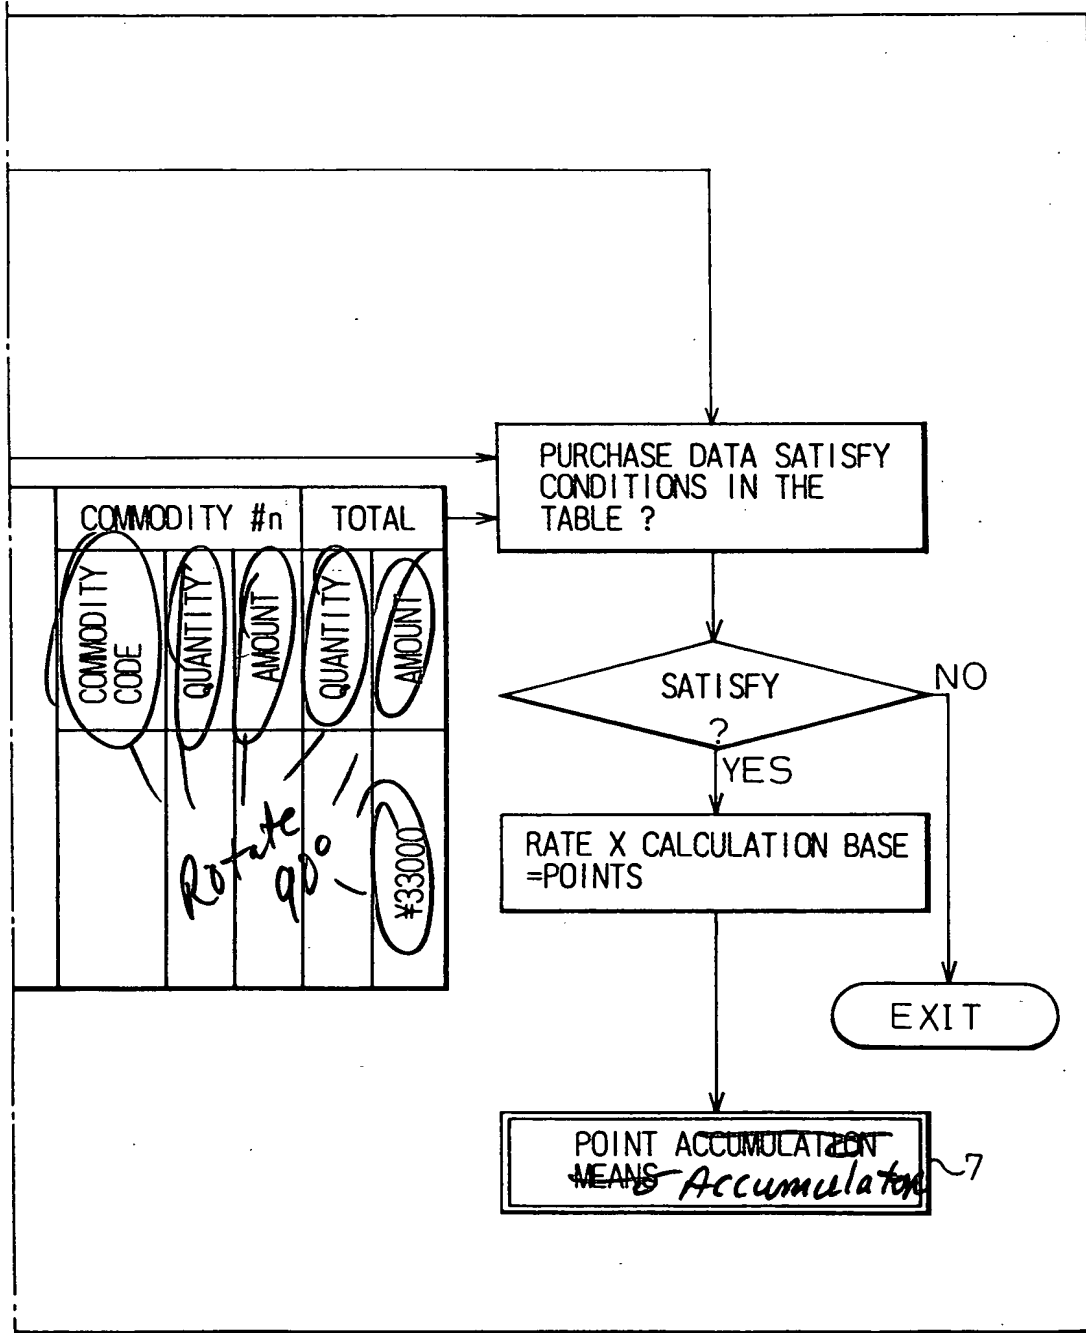 PURCHASE DATA SATISFY
CONDITIONS IN THE
TABLE ?
COMMODITY #n
TOTAL
COMMODITY
CODE
QUANTITY
AMOUNT
QUANTITY
AMOUNT
¥33000
Rotate
90°
SATISFY
?
NO
YES
RATE X CALCULATION BASE
=POINTS
EXIT
POINT ACCUMULATION
MEANS Accumulator
7